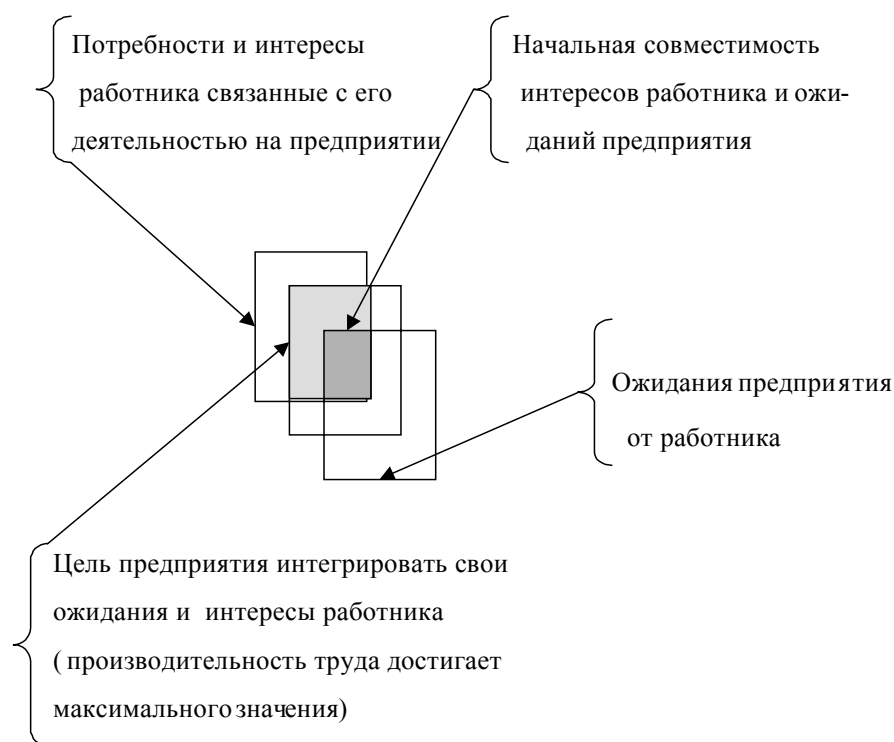 Потребности и интересы
работника связанные с его
деятельностью на предприятии
Начальная совместимость
интересов работника и ожи-
даний предприятия
Ожидания предприятия
от работника
Цель предприятия интегрировать свои
ожидания и интересы работника
( производительность труда достигает
максимального значения)